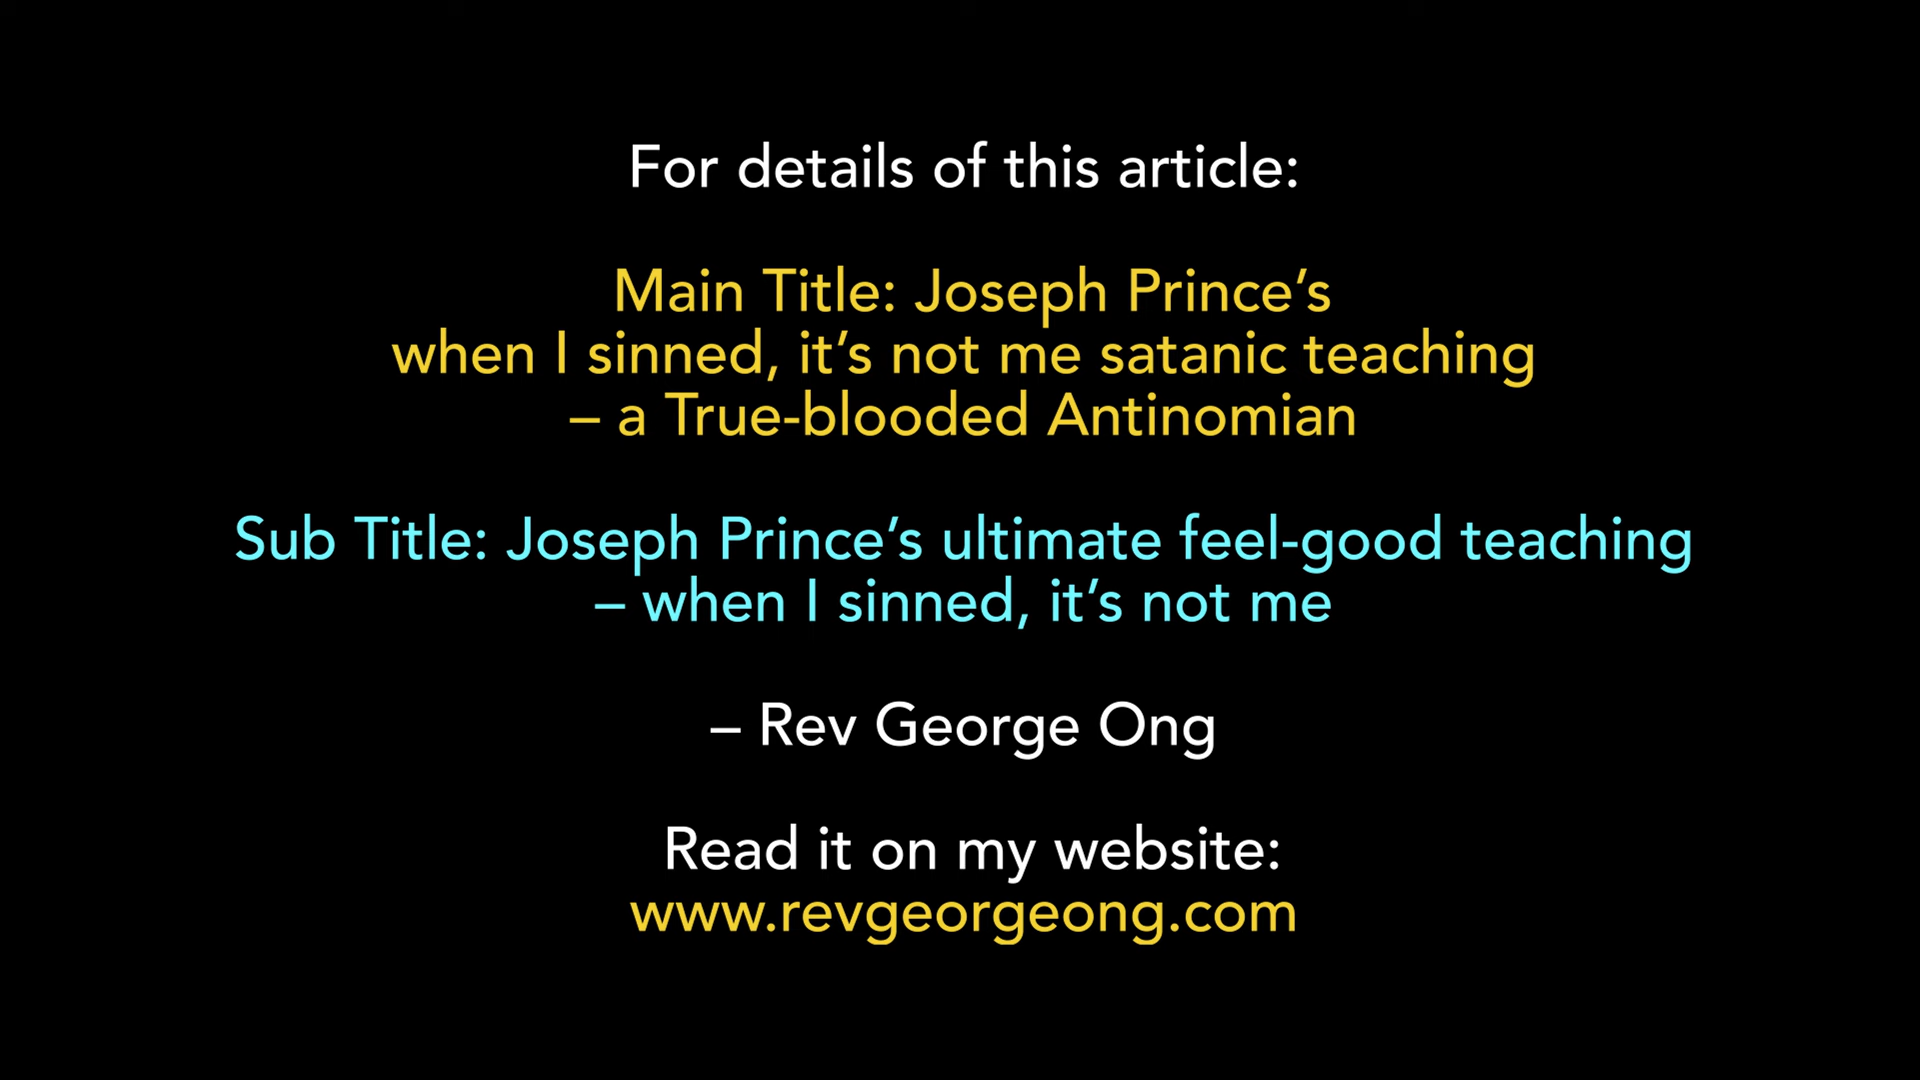 For details of this article:
Main Title: Joseph Prince’s
when I sinned, it’s not me satanic teaching
– a True-blooded Antinomian
Sub Title: Joseph Prince’s ultimate feel-good teaching
– when I sinned, it’s not me
– Rev George Ong
Read it on my website:
www.revgeorgeong.com